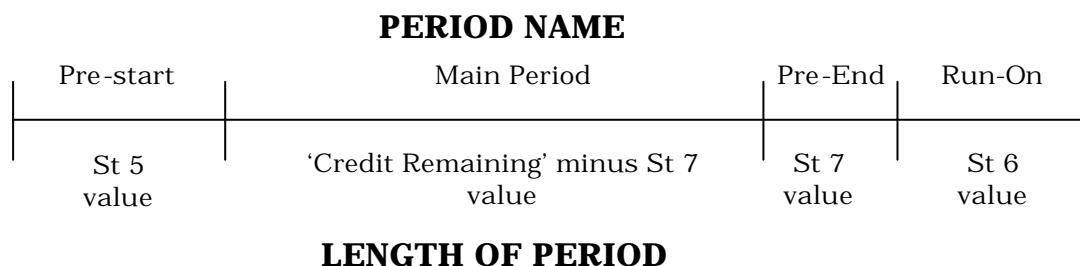 PERIOD NAME
Pre-start Main Period Pre-End Run-On
St 5 value
‘Credit Remaining’ minus St 7 value
St 7 value
St 6 value
LENGTH OF PERIOD